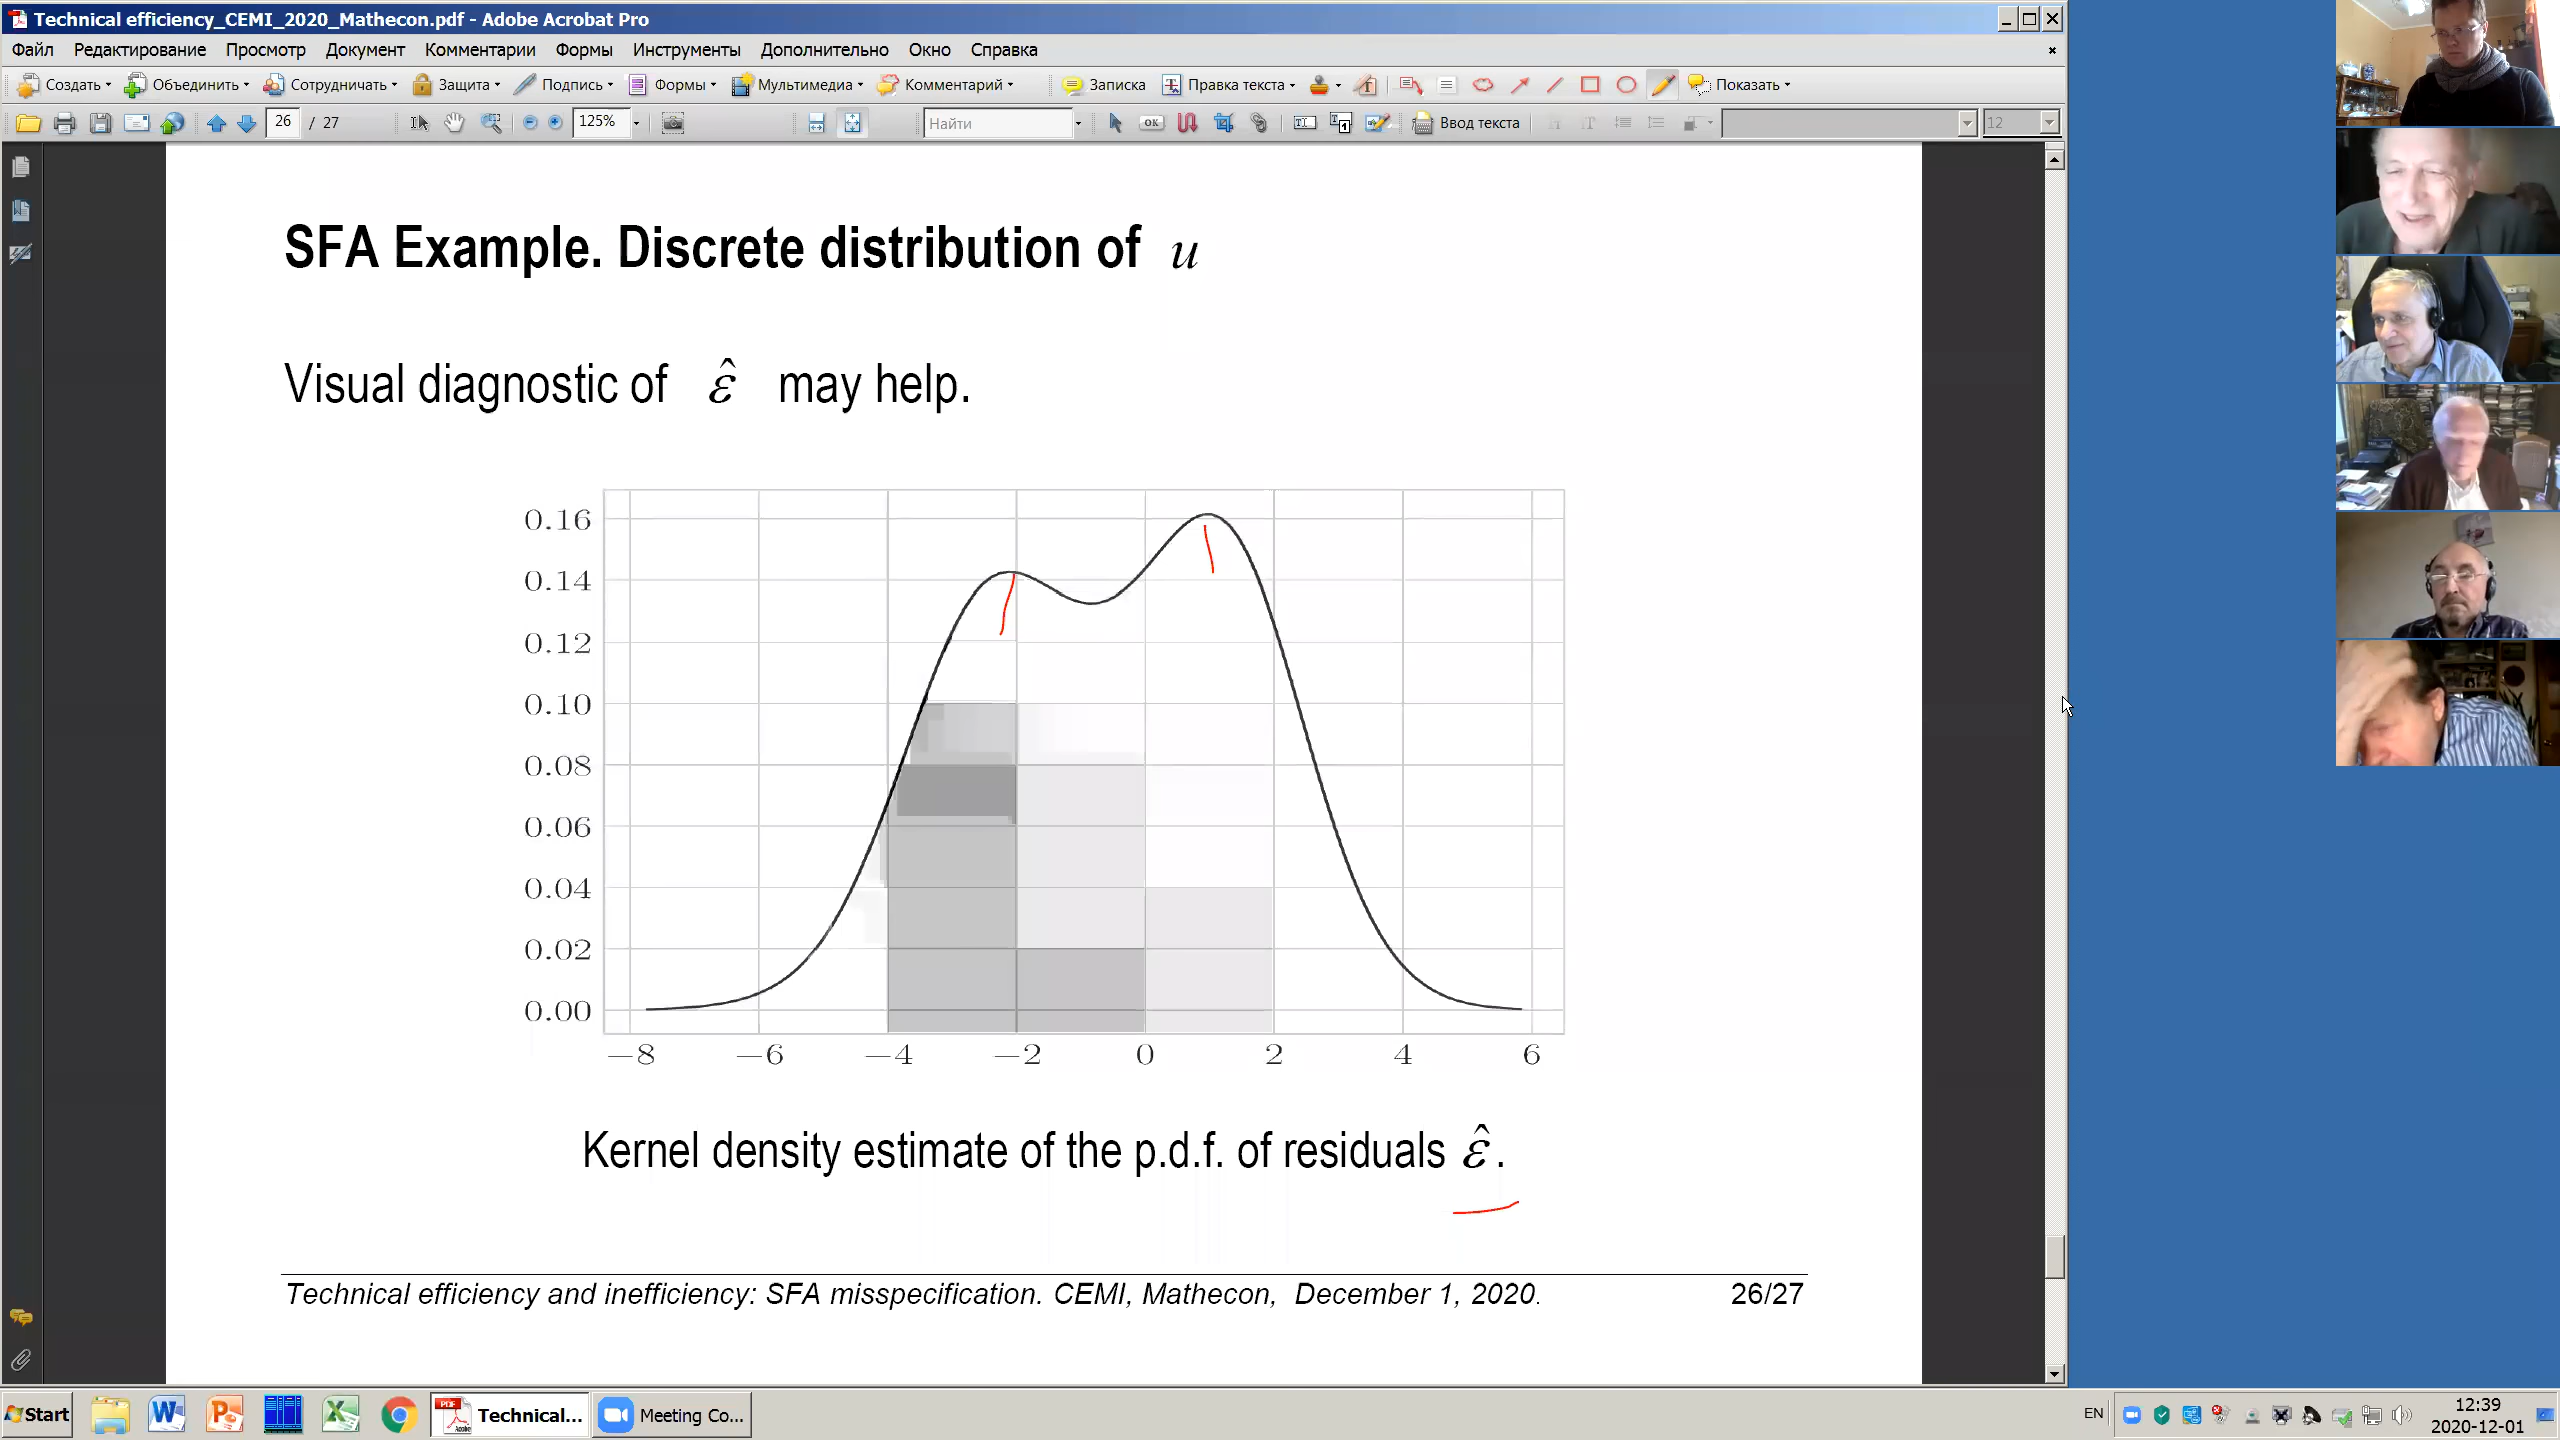 Technical efficiency_CEMI_2020_Mathecon.pdf - Adobe Acrobat Pro
Файл Редактирование Просмотр Документ Комментарии Формы Инструменты Дополнительно Окно Справка
Создать Объединить Сотрудничать Защита Подпись Формы Мультимедиа Комментарий Записка Правка текста Показать
26 / 27 125% Найти OK Ввод текста 12
SFA Example. Discrete distribution of u
Visual diagnostic of ε̂ may help.
0.16
0.14
0.12
0.10
0.08
0.06
0.04
0.02
0.00
−8 −6 −4 −2 0 2 4 6
Kernel density estimate of the p.d.f. of residuals ε̂.
Technical efficiency and inefficiency: SFA misspecification. CEMI, Mathecon, December 1, 2020. 26/27
Start Technical... Meeting Co... EN 12:39
2020-12-01